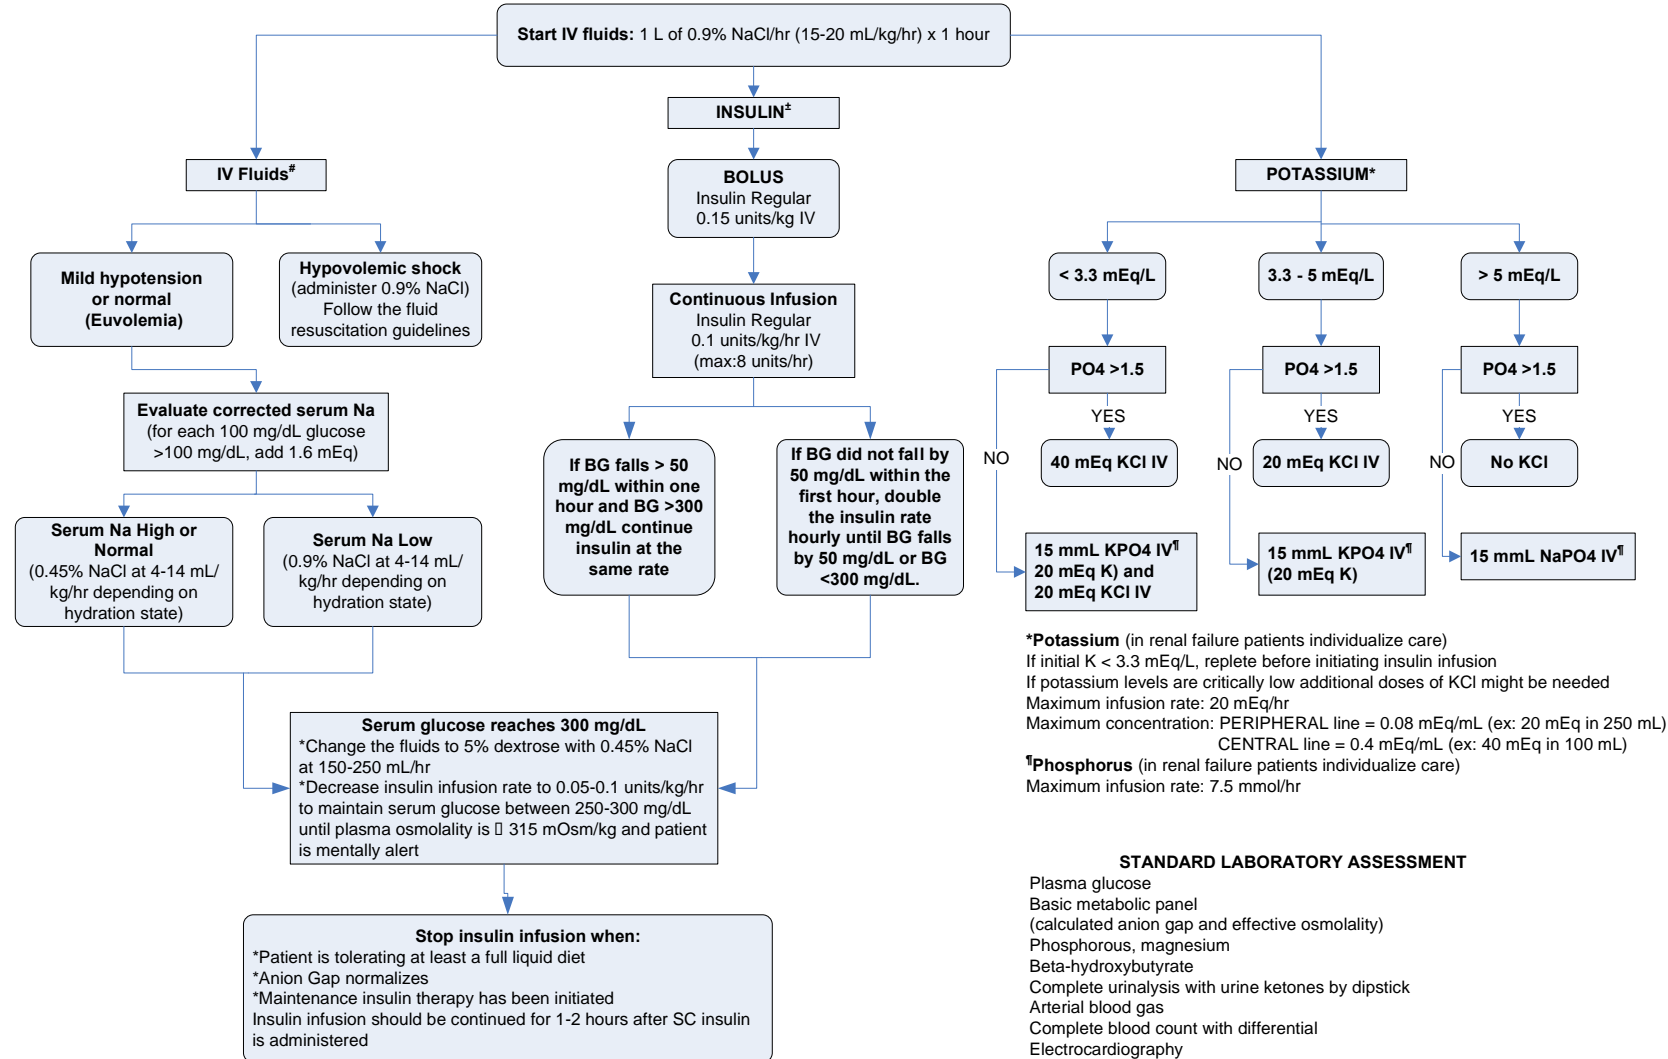 Start IV fluids: 1 L of 0.9% NaCl/hr (15-20 mL/kg/hr) x 1 hour
INSULIN±
IV Fluids#
BOLUS
Insulin Regular
0.15 units/kg IV
POTASSIUM*
Mild hypotension
or normal
(Euvolemia)
Hypovolemic shock
(administer 0.9% NaCl)
Follow the fluid
resuscitation guidelines
Continuous Infusion
Insulin Regular
0.1 units/kg/hr IV
(max:8 units/hr)
< 3.3 mEq/L
3.3 - 5 mEq/L
> 5 mEq/L
PO4 >1.5
PO4 >1.5
PO4 >1.5
YES
YES
YES
Evaluate corrected serum Na
(for each 100 mg/dL glucose
>100 mg/dL, add 1.6 mEq)
If BG falls > 50
mg/dL within one
hour and BG >300
mg/dL continue
insulin at the
same rate
If BG did not fall by
50 mg/dL within the
first hour, double
the insulin rate
hourly until BG falls
by 50 mg/dL or BG
<300 mg/dL.
NO
40 mEq KCl IV
NO
20 mEq KCl IV
NO
No KCl
Serum Na High or
Normal
(0.45% NaCl at 4-14 mL/
kg/hr depending on
hydration state)
Serum Na Low
(0.9% NaCl at 4-14 mL/
kg/hr depending on
hydration state)
15 mmL KPO4 IV¶
20 mEq K) and
20 mEq KCl IV
15 mmL KPO4 IV¶
(20 mEq K)
15 mmL NaPO4 IV¶
*Potassium (in renal failure patients individualize care)
If initial K < 3.3 mEq/L, replete before initiating insulin infusion
If potassium levels are critically low additional doses of KCl might be needed
Maximum infusion rate: 20 mEq/hr
Maximum concentration: PERIPHERAL line = 0.08 mEq/mL (ex: 20 mEq in 250 mL)
CENTRAL line = 0.4 mEq/mL (ex: 40 mEq in 100 mL)
¶Phosphorus (in renal failure patients individualize care)
Maximum infusion rate: 7.5 mmol/hr
Serum glucose reaches 300 mg/dL
*Change the fluids to 5% dextrose with 0.45% NaCl
at 150-250 mL/hr
*Decrease insulin infusion rate to 0.05-0.1 units/kg/hr
to maintain serum glucose between 250-300 mg/dL
until plasma osmolality is ▯ 315 mOsm/kg and patient
is mentally alert
Stop insulin infusion when:
*Patient is tolerating at least a full liquid diet
*Anion Gap normalizes
*Maintenance insulin therapy has been initiated
Insulin infusion should be continued for 1-2 hours after SC insulin
is administered
STANDARD LABORATORY ASSESSMENT
Plasma glucose
Basic metabolic panel
(calculated anion gap and effective osmolality)
Phosphorous, magnesium
Beta-hydroxybutyrate
Complete urinalysis with urine ketones by dipstick
Arterial blood gas
Complete blood count with differential
Electrocardiography